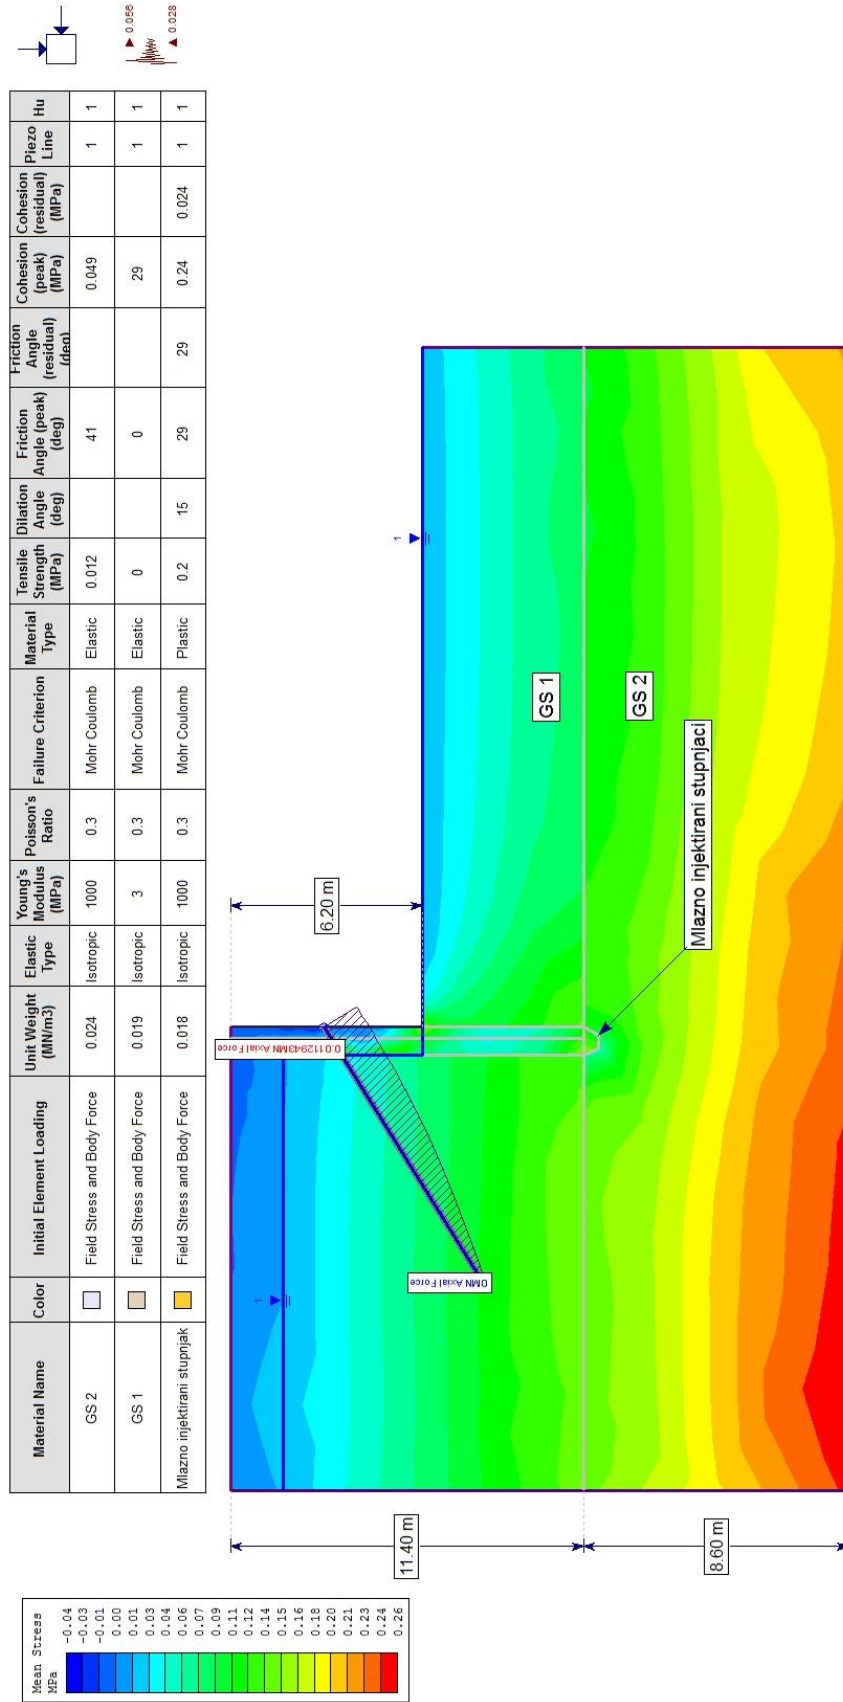 Material Name Color Initial Element Loading Unit Weight (MN/m3) Elastic Type Young's Modulus (MPa) Poisson's Ratio Failure Criterion Material Type Tensile Strength (MPa) Dilation Angle (deg) Friction Angle (peak) (deg) Friction Angle (residual) (deg) Cohesion (peak) (MPa) Cohesion (residual) (MPa) Piezo Line Hu
GS 2 Field Stress and Body Force 0.024 Isotropic 1000 0.3 Mohr Coulomb Elastic 0.012 41 0.049 1 1
GS 1 Field Stress and Body Force 0.019 Isotropic 3 0.3 Mohr Coulomb Elastic 0 0 29 1 1
Mlazno injektirani stupnjak Field Stress and Body Force 0.018 Isotropic 1000 0.3 Mohr Coulomb Plastic 0.2 15 29 29 0.24 0.024 1 1
0.056
0.028
Mean Stress
MPa
-0.04
-0.03
-0.01
0.00
0.01
0.03
0.04
0.06
0.07
0.09
0.11
0.12
0.14
0.15
0.16
0.18
0.20
0.21
0.23
0.24
0.26
11.40 m
8.60 m
6.20 m
1
1
0.0112943MN Axial Force
0MN Axial Force
GS 1
GS 2
Mlazno injektirani stupnjaci